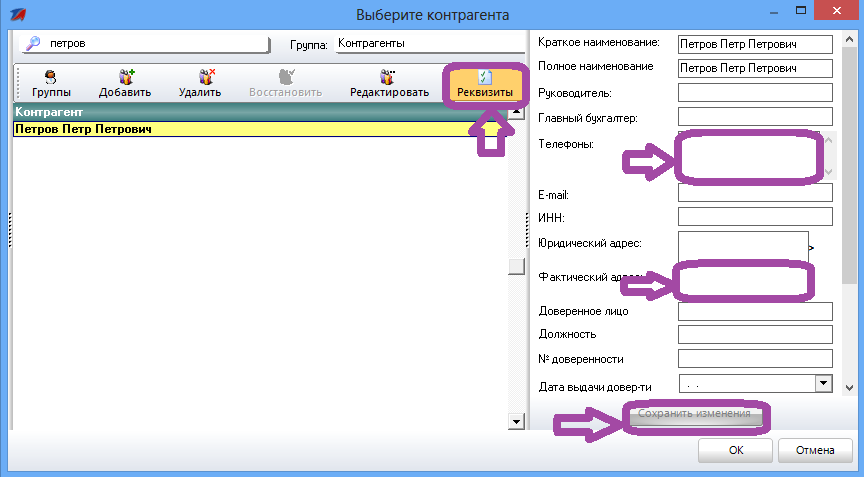 Выберите контрагента
петров
Группа: Контрагенты
Группы Добавить Удалить Восстановить Редактировать Реквизиты
Контрагент
Петров Петр Петрович
Краткое наименование: Петров Петр Петрович
Полное наименование Петров Петр Петрович
Руководитель:
Главный бухгалтер:
Телефоны:
E-mail:
ИНН:
Юридический адрес: >
Фактический адрес:
Доверенное лицо
Должность
№ доверенности
Дата выдачи довер-ти . .
Сохранить изменения
OK Отмена